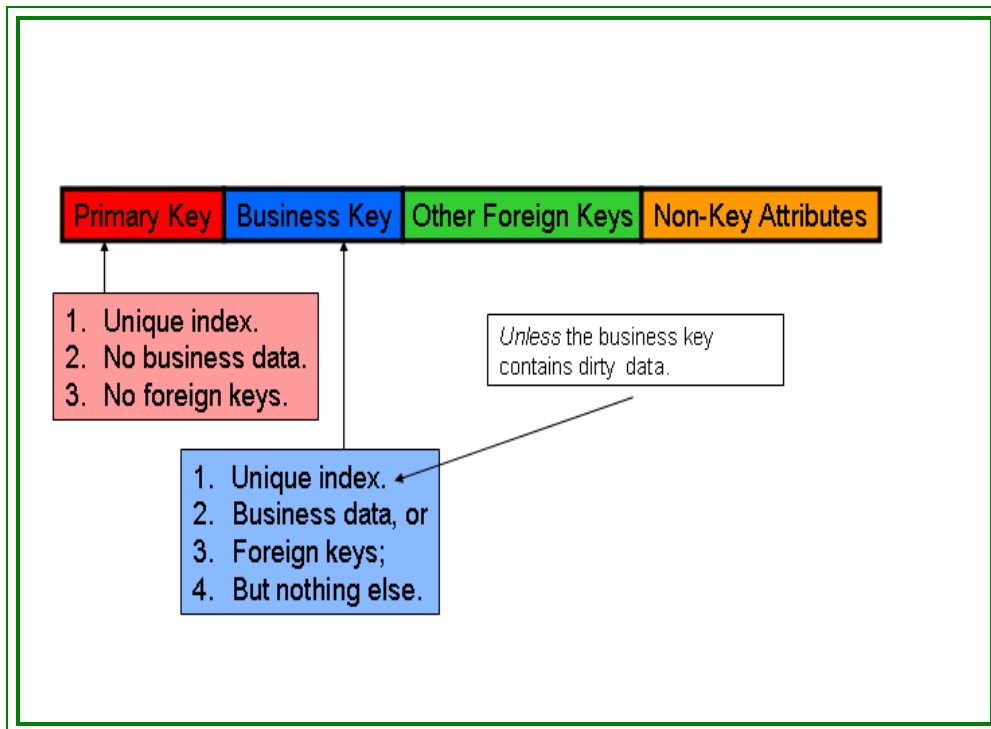 Primary Key Business Key Other Foreign Keys Non-Key Attributes
1. Unique index.
2. No business data.
3. No foreign keys.
Unless the business key
contains dirty data.
1. Unique index.
2. Business data, or
3. Foreign keys;
4. But nothing else.